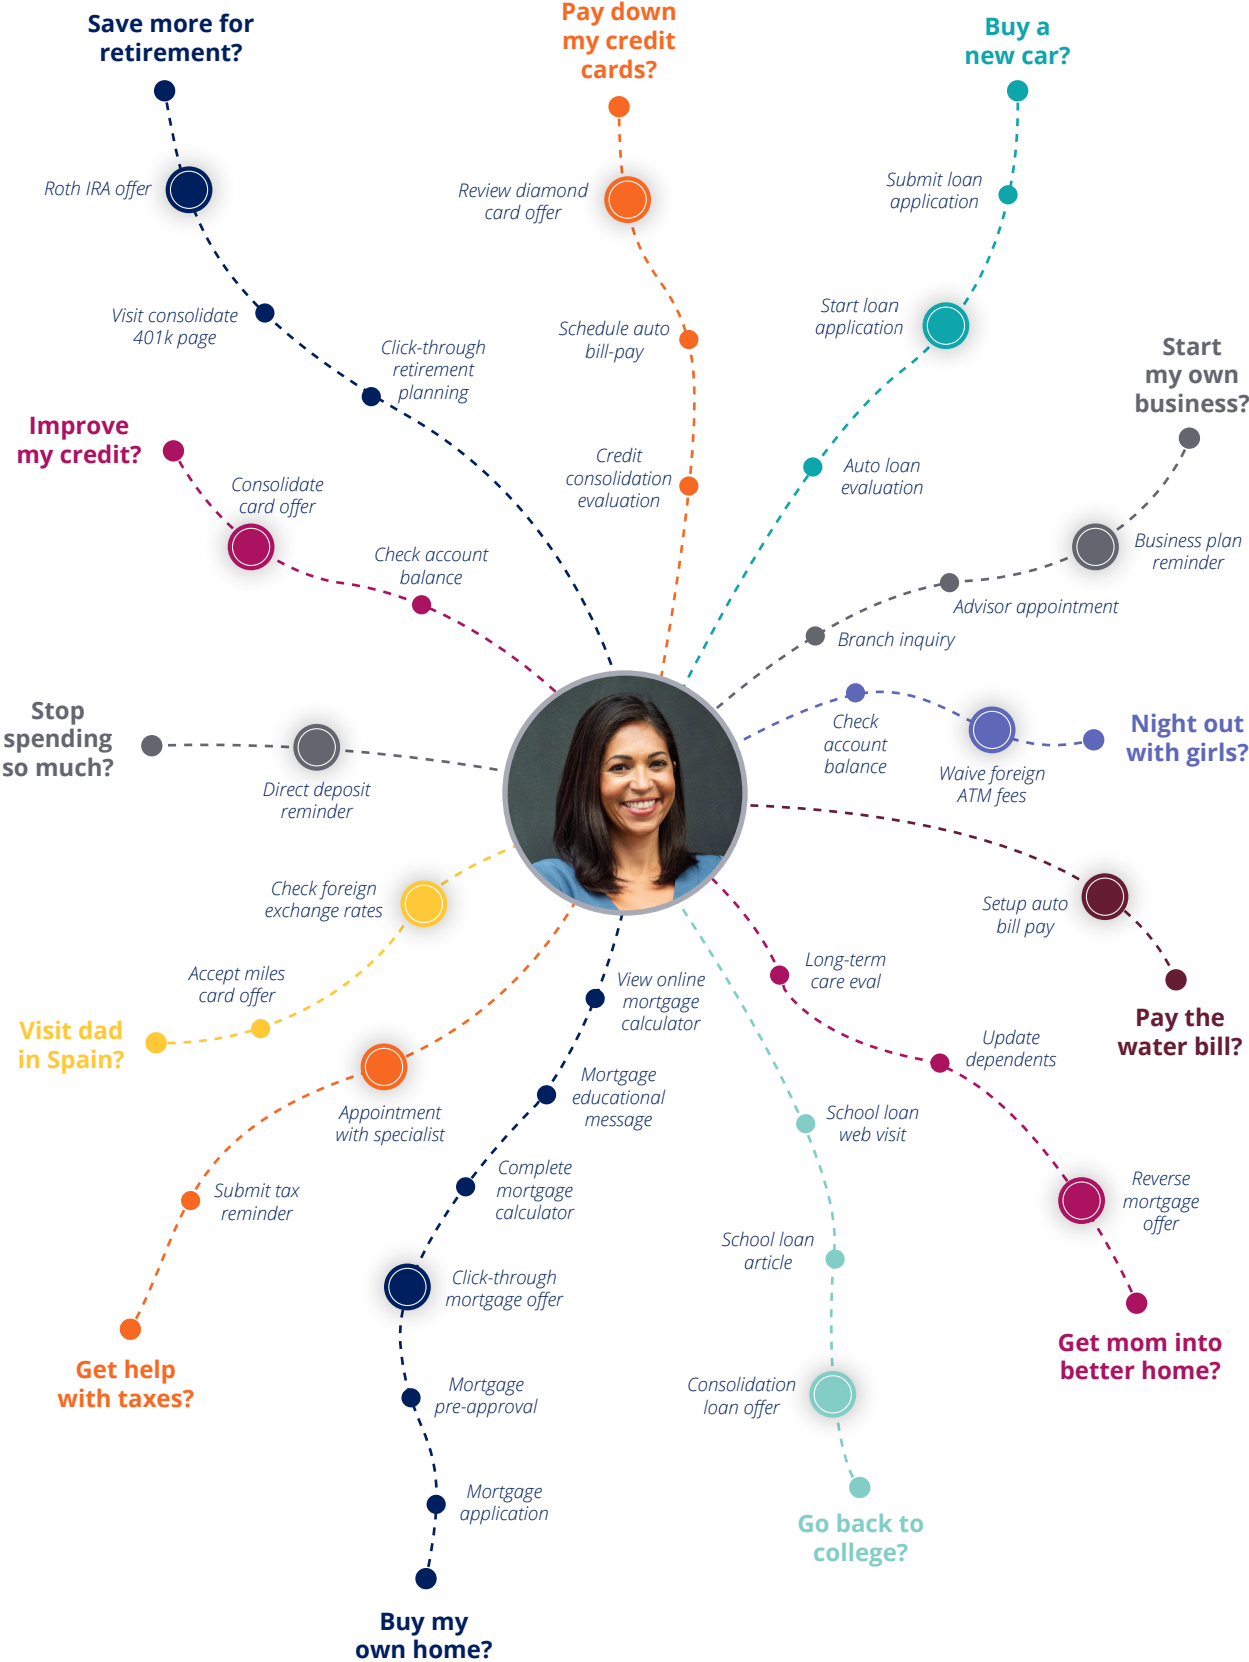 Save more for
retirement?
Roth IRA offer
Visit consolidate
401k page
Click-through
retirement
planning
Pay down
my credit
cards?
Review diamond
card offer
Schedule auto
bill-pay
Credit
consolidation
evaluation
Buy a
new car?
Submit loan
application
Start loan
application
Auto loan
evaluation
Start
my own
business?
Business plan
reminder
Advisor appointment
Branch inquiry
Improve
my credit?
Consolidate
card offer
Check account
balance
Stop
spending
so much?
Direct deposit
reminder
Night out
with girls?
Check
account
balance
Waive foreign
ATM fees
Setup auto
bill pay
Pay the
water bill?
Check foreign
exchange rates
Accept miles
card offer
Visit dad
in Spain?
Appointment
with specialist
Submit tax
reminder
Get help
with taxes?
View online
mortgage
calculator
Mortgage
educational
message
Complete
mortgage
calculator
Click-through
mortgage offer
Mortgage
pre-approval
Mortgage
application
Buy my
own home?
Long-term
care eval
Update
dependents
Reverse
mortgage
offer
Get mom into
better home?
School loan
web visit
School loan
article
Consolidation
loan offer
Go back to
college?